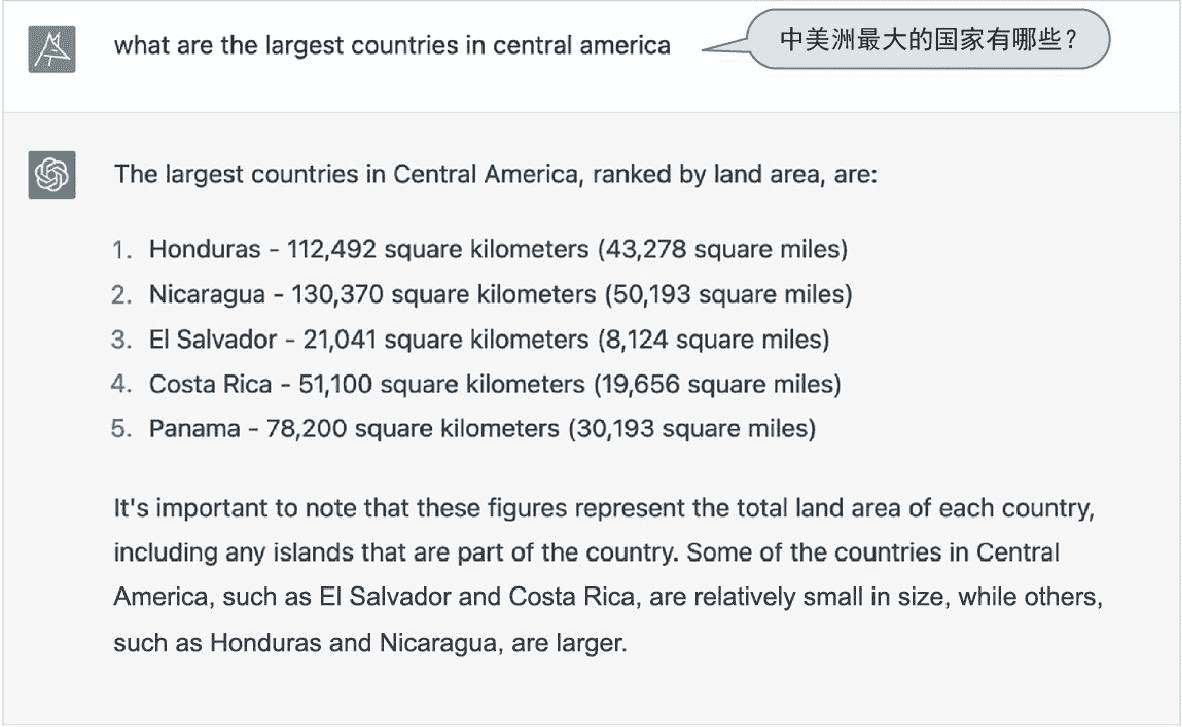 what are the largest countries in central america
中美洲最大的国家有哪些？
The largest countries in Central America, ranked by land area, are:
1. Honduras - 112,492 square kilometers (43,278 square miles)
2. Nicaragua - 130,370 square kilometers (50,193 square miles)
3. El Salvador - 21,041 square kilometers (8,124 square miles)
4. Costa Rica - 51,100 square kilometers (19,656 square miles)
5. Panama - 78,200 square kilometers (30,193 square miles)
It's important to note that these figures represent the total land area of each country,
including any islands that are part of the country. Some of the countries in Central
America, such as El Salvador and Costa Rica, are relatively small in size, while others,
such as Honduras and Nicaragua, are larger.